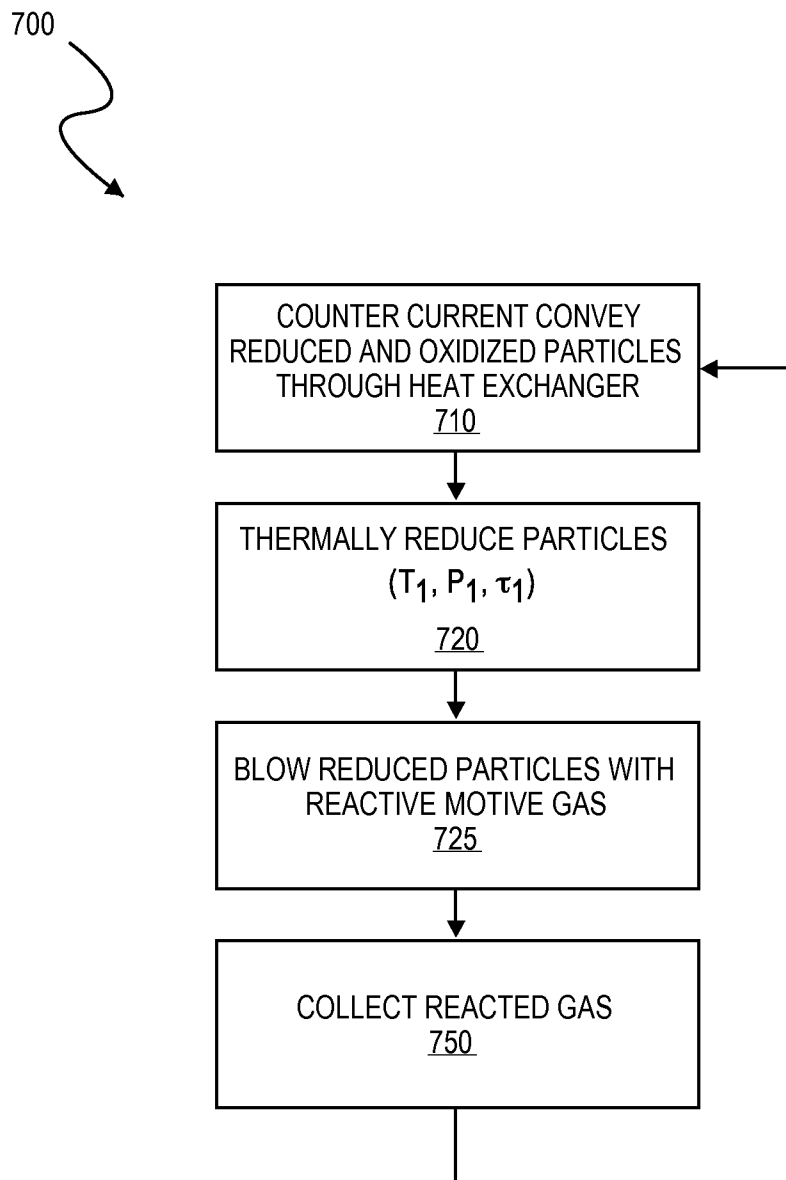 700
COUNTER CURRENT CONVEY
REDUCED AND OXIDIZED PARTICLES
THROUGH HEAT EXCHANGER
710
THERMALLY REDUCE PARTICLES
(T1, P1, τ1)
720
BLOW REDUCED PARTICLES WITH
REACTIVE MOTIVE GAS
725
COLLECT REACTED GAS
750